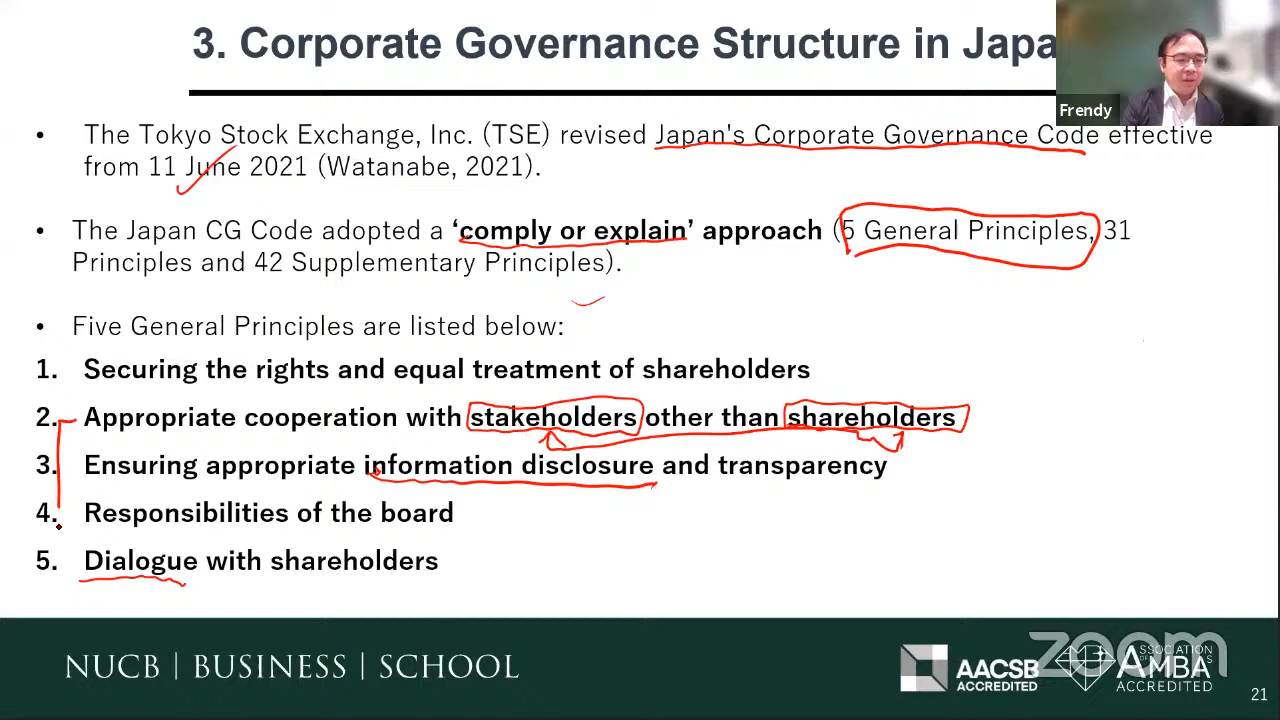 3. Corporate Governance Structure in Japa
Frendy
• The Tokyo Stock Exchange, Inc. (TSE) revised Japan's Corporate Governance Code effective
from 11 June 2021 (Watanabe, 2021).
• The Japan CG Code adopted a ‘comply or explain’ approach (5 General Principles, 31
Principles and 42 Supplementary Principles).
• Five General Principles are listed below:
1. Securing the rights and equal treatment of shareholders
2. Appropriate cooperation with stakeholders other than shareholders
3. Ensuring appropriate information disclosure and transparency
4. Responsibilities of the board
5. Dialogue with shareholders
NUCB | BUSINESS | SCHOOL
AACSB
ACCREDITED
zoom
AMBA
ACCREDITED
21